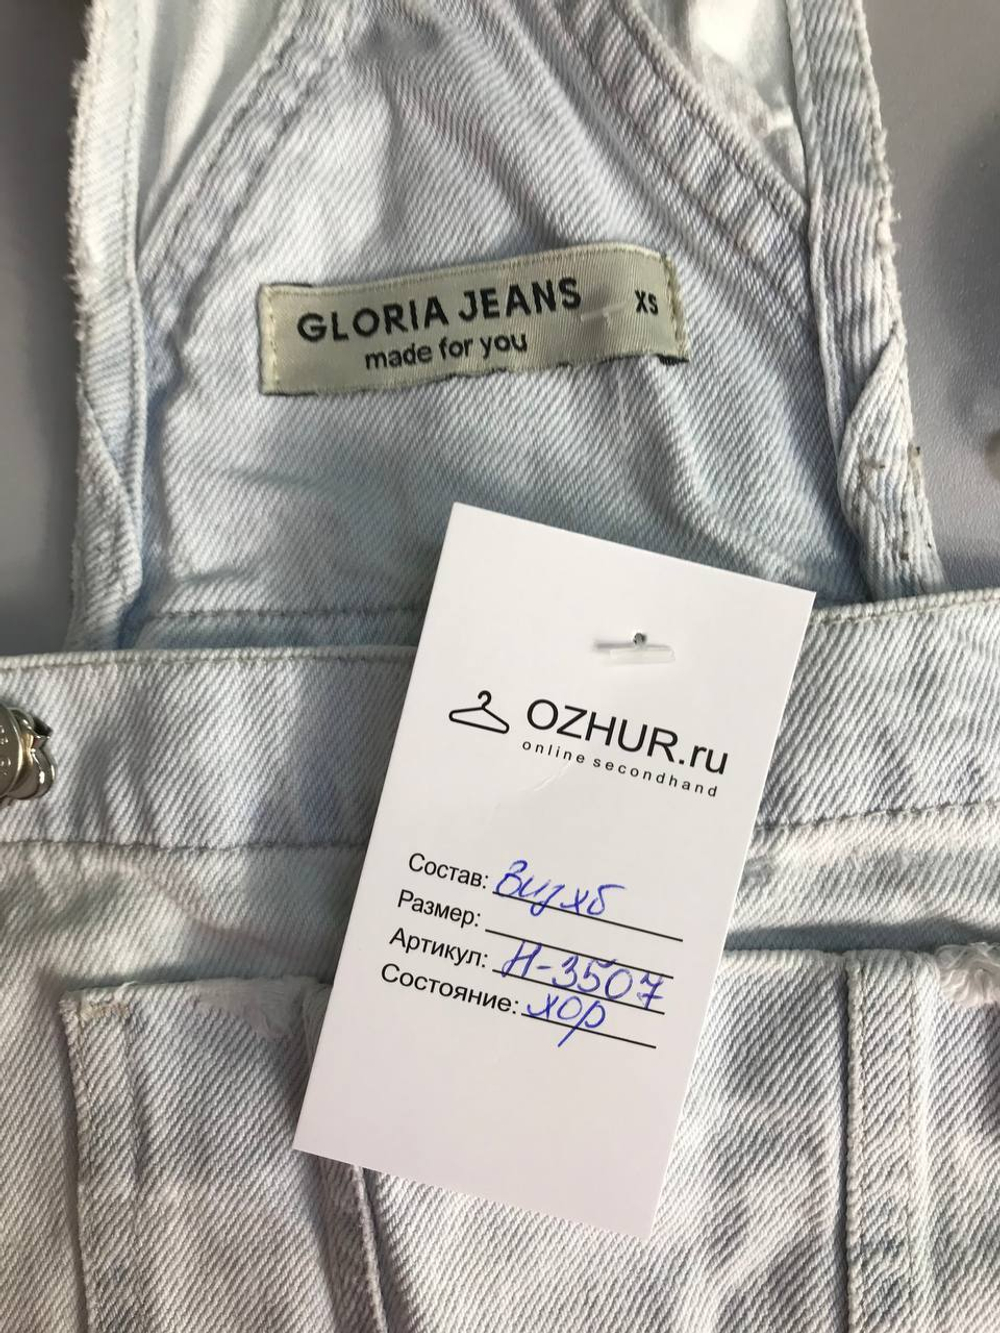 GLORIA JEANS XS
made for you
OZHUR.ru
online secondhand
Состав: Виз хб
Размер:
Артикул: Н-3507
Состояние: хор